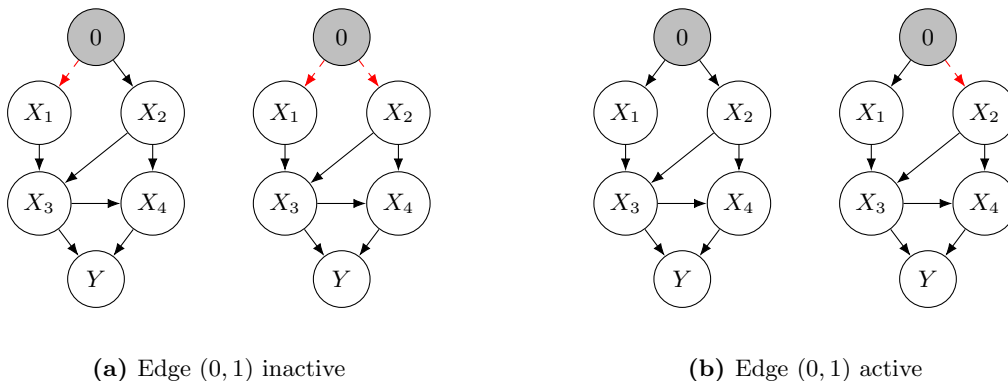 0 0 0 0
X₁ X₂ X₁ X₂ X₁ X₂ X₁ X₂
X₃ X₄ X₃ X₄ X₃ X₄ X₃ X₄
Y Y Y Y
(a) Edge (0, 1) inactive (b) Edge (0, 1) active